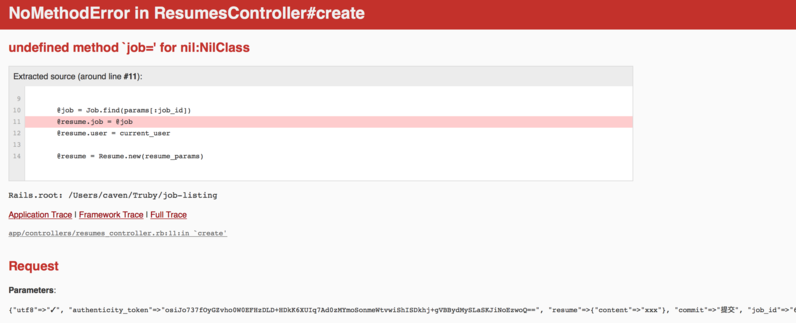 NoMethodError in ResumesController#create
undefined method `job=' for nil:NilClass
Extracted source (around line #11):
9
10 @job = Job.find(params[:job_id])
11 @resume.job = @job
12 @resume.user = current_user
13
14 @resume = Resume.new(resume_params)
Rails.root: /Users/caven/Truby/job-listing
Application Trace | Framework Trace | Full Trace
app/controllers/resumes_controller.rb:11:in `create'
Request
Parameters:
{"utf8"=>"✓", "authenticity_token"=>"osiJo737fOyGZvho0W0EFHzDLD+HDkK6XUIq7Ad0zMYmoSonmeWtvwiShISDkhj+gVBBydMySLaSKJiNoEzwoQ==", "resume"=>{"content"=>"xxx"}, "commit"=>"提交", "job_id"=>